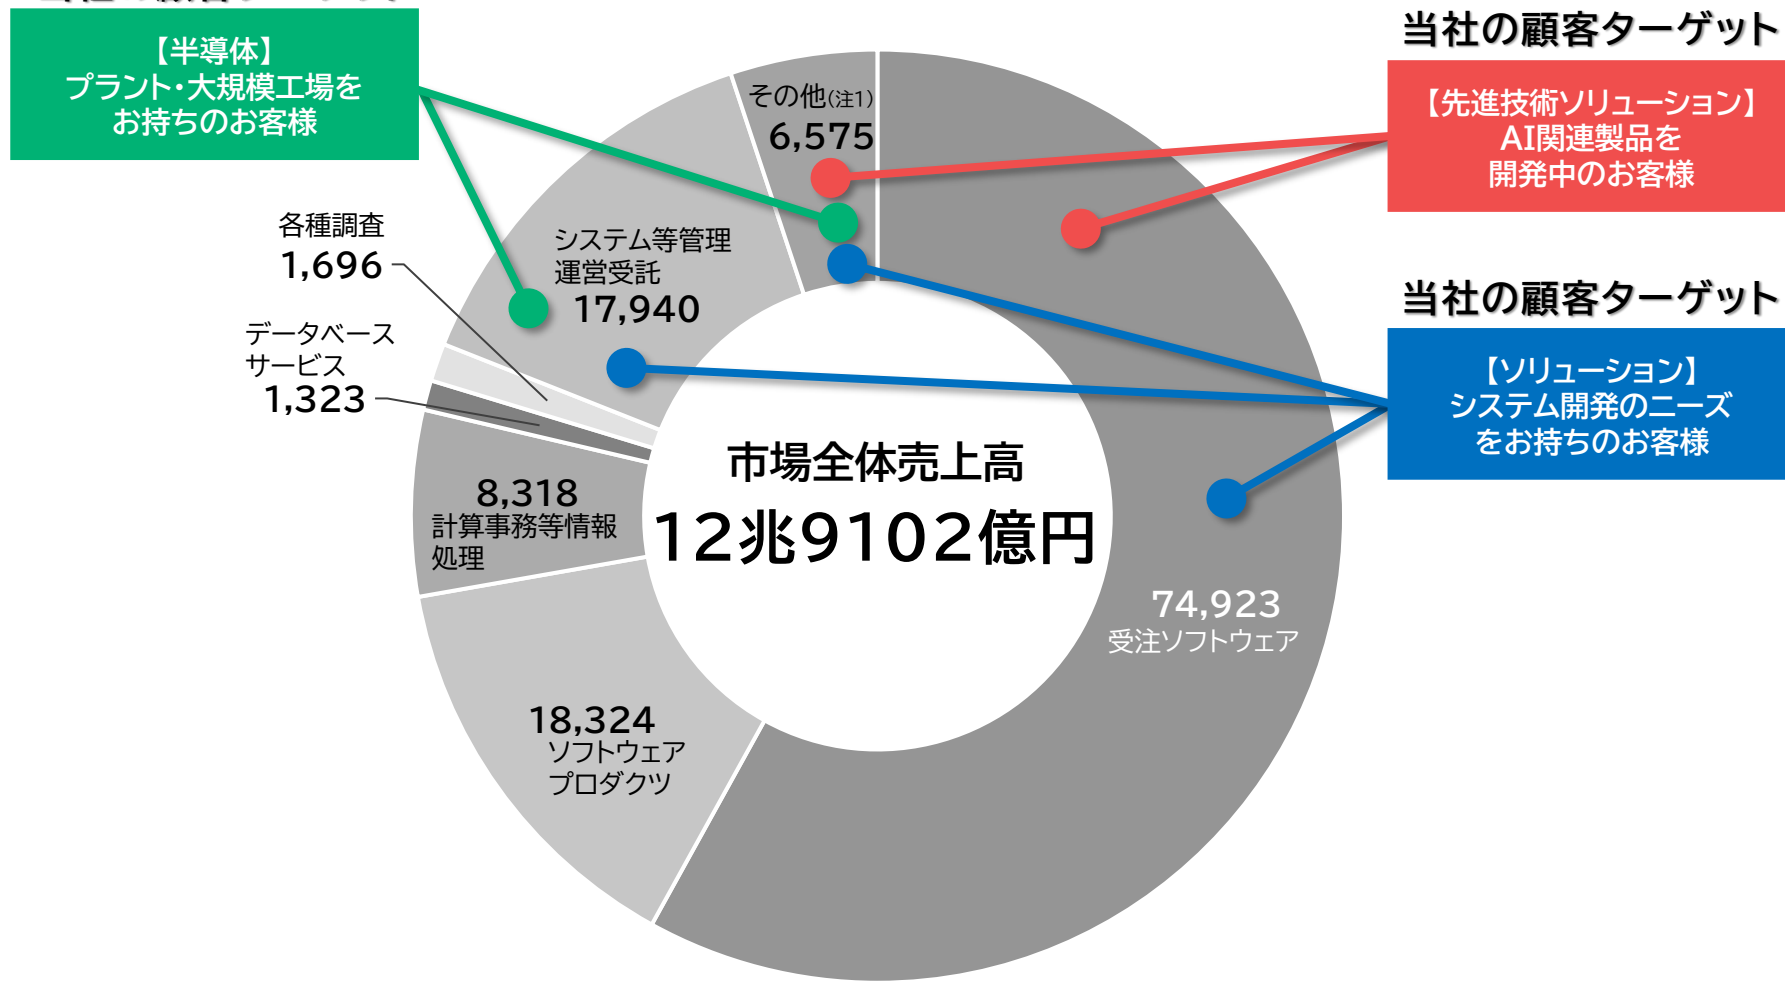 【半導体】
プラント・大規模工場を
お持ちのお客様
当社の顧客ターゲット
【先進技術ソリューション】
AI関連製品を
開発中のお客様
その他(注1)
6,575
各種調査
1,696
システム等管理
運営受託
17,940
当社の顧客ターゲット
【ソリューション】
システム開発のニーズ
をお持ちのお客様
データベース
サービス
1,323
市場全体売上高
12兆9102億円
8,318
計算事務等情報
処理
74,923
受注ソフトウェア
18,324
ソフトウェア
プロダクツ